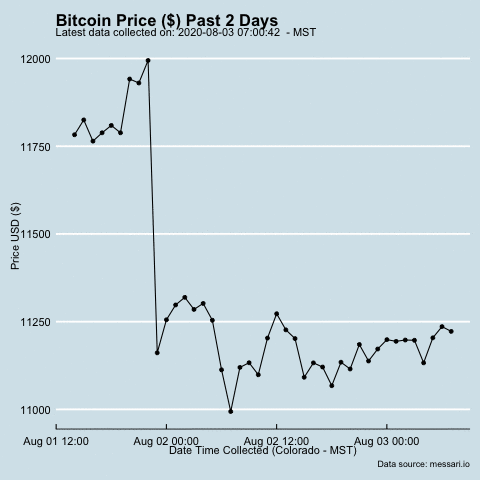 Bitcoin Price ($) Past 2 Days
Latest data collected on: 2020-08-03 07:00:42  - MST
12000
11750
11500
11250
11000
Price USD ($)
Aug 01 12:00
Aug 02 00:00
Aug 02 12:00
Aug 03 00:00
Date Time Collected (Colorado - MST)
Data source: messari.io